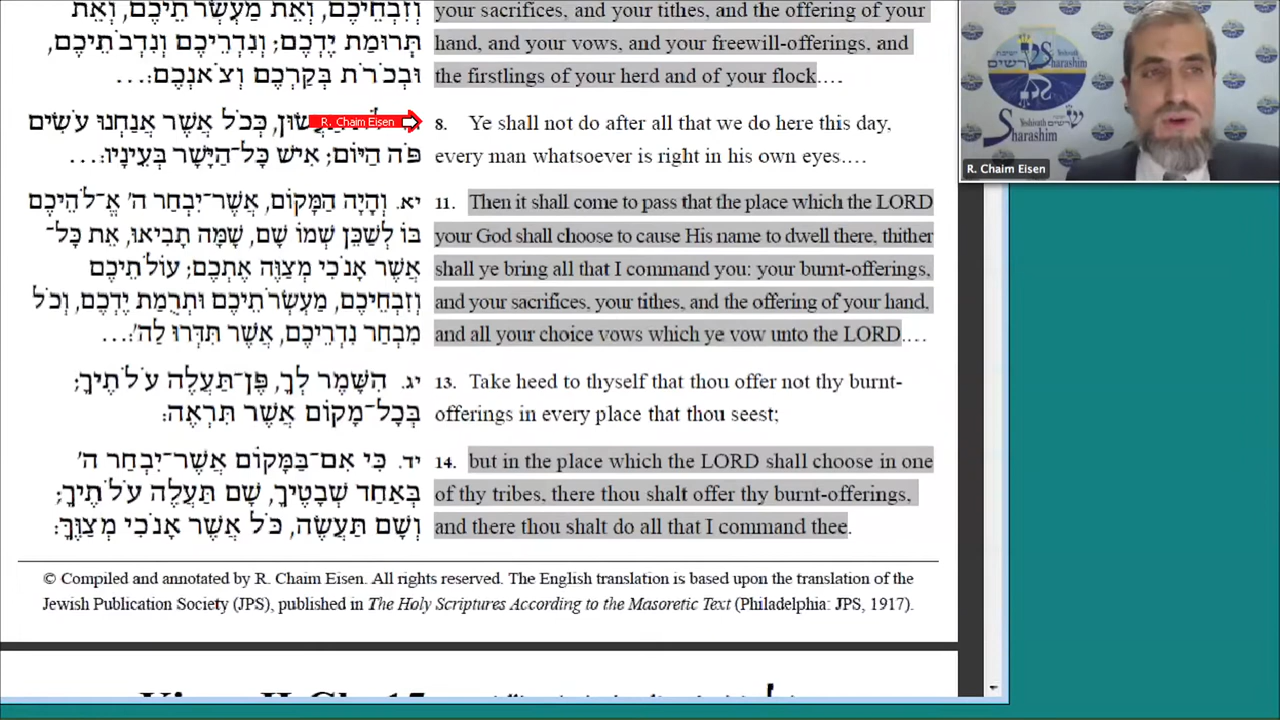 וְזִבְחֵיכֶם, וְאֵת מַעְשְׂרֹתֵיכֶם, וְאֵת
תְּרוּמַת יֶדְכֶם; וְנִדְרֵיכֶם וְנִדְבֹתֵיכֶם,
וּבְכֹרֹת בְּקַרְכֶם וְצֹאנְכֶם:…
your sacrifices, and your tithes, and the offering of your
hand, and your vows, and your freewill-offerings, and
the firstlings of your herd and of your flock….
כְּכֹל אֲשֶׁר אֲנַחְנוּ עֹשִׂים
פֹּה הַיּוֹם; אִישׁ כָּל־הַיָּשָׁר בְּעֵינָיו:…
R. Chaim Eisen
8. Ye shall not do after all that we do here this day,
every man whatsoever is right in his own eyes….
יא. וְהָיָה הַמָּקוֹם, אֲשֶׁר־יִבְחַר ה' אֱ־לֹהֵיכֶם
בּוֹ לְשַׁכֵּן שְׁמוֹ שָׁם, שָׁמָּה תָבִיאוּ, אֵת כָּל־
אֲשֶׁר אָנֹכִי מְצַוֶּה אֶתְכֶם; עוֹלֹתֵיכֶם
וְזִבְחֵיכֶם, מַעְשְׂרֹתֵיכֶם וּתְרֻמַת יֶדְכֶם, וְכֹל
מִבְחַר נִדְרֵיכֶם, אֲשֶׁר תִּדְּרוּ לַה':…
11. Then it shall come to pass that the place which the LORD
your God shall choose to cause His name to dwell there, thither
shall ye bring all that I command you: your burnt-offerings,
and your sacrifices, your tithes, and the offering of your hand,
and all your choice vows which ye vow unto the LORD….
יג. הִשָּׁמֶר לְךָ, פֶּן־תַּעֲלֶה עֹלֹתֶיךָ;
בְּכָל־מָקוֹם אֲשֶׁר תִּרְאֶה:
13. Take heed to thyself that thou offer not thy burnt-
offerings in every place that thou seest;
יד. כִּי אִם־בַּמָּקוֹם אֲשֶׁר־יִבְחַר ה'
בְּאַחַד שְׁבָטֶיךָ, שָׁם תַּעֲלֶה עֹלֹתֶיךָ;
וְשָׁם תַּעֲשֶׂה, כֹּל אֲשֶׁר אָנֹכִי מְצַוֶּךָּ:
14. but in the place which the LORD shall choose in one
of thy tribes, there thou shalt offer thy burnt-offerings,
and there thou shalt do all that I command thee.
© Compiled and annotated by R. Chaim Eisen. All rights reserved. The English translation is based upon the translation of the
Jewish Publication Society (JPS), published in The Holy Scriptures According to the Masoretic Text (Philadelphia: JPS, 1917).
ישיבת
שרשים
Yeshivath
Sharashim
R. Chaim Eisen